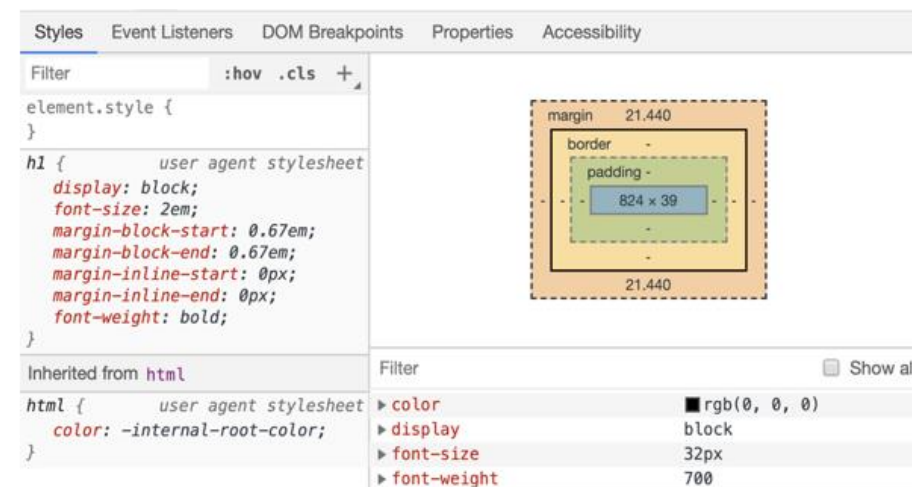 Styles Event Listeners DOM Breakpoints Properties Accessibility
Filter :hov .cls +
element.style {
}
h1 { user agent stylesheet
display: block;
font-size: 2em;
margin-block-start: 0.67em;
margin-block-end: 0.67em;
margin-inline-start: 0px;
margin-inline-end: 0px;
font-weight: bold;
}
Inherited from html
html { user agent stylesheet
color: -internal-root-color;
}
margin 21.440
border -
padding -
- - - 824 × 39 - - -
-
-
21.440
Filter Show al
color rgb(0, 0, 0)
display block
font-size 32px
font-weight 700